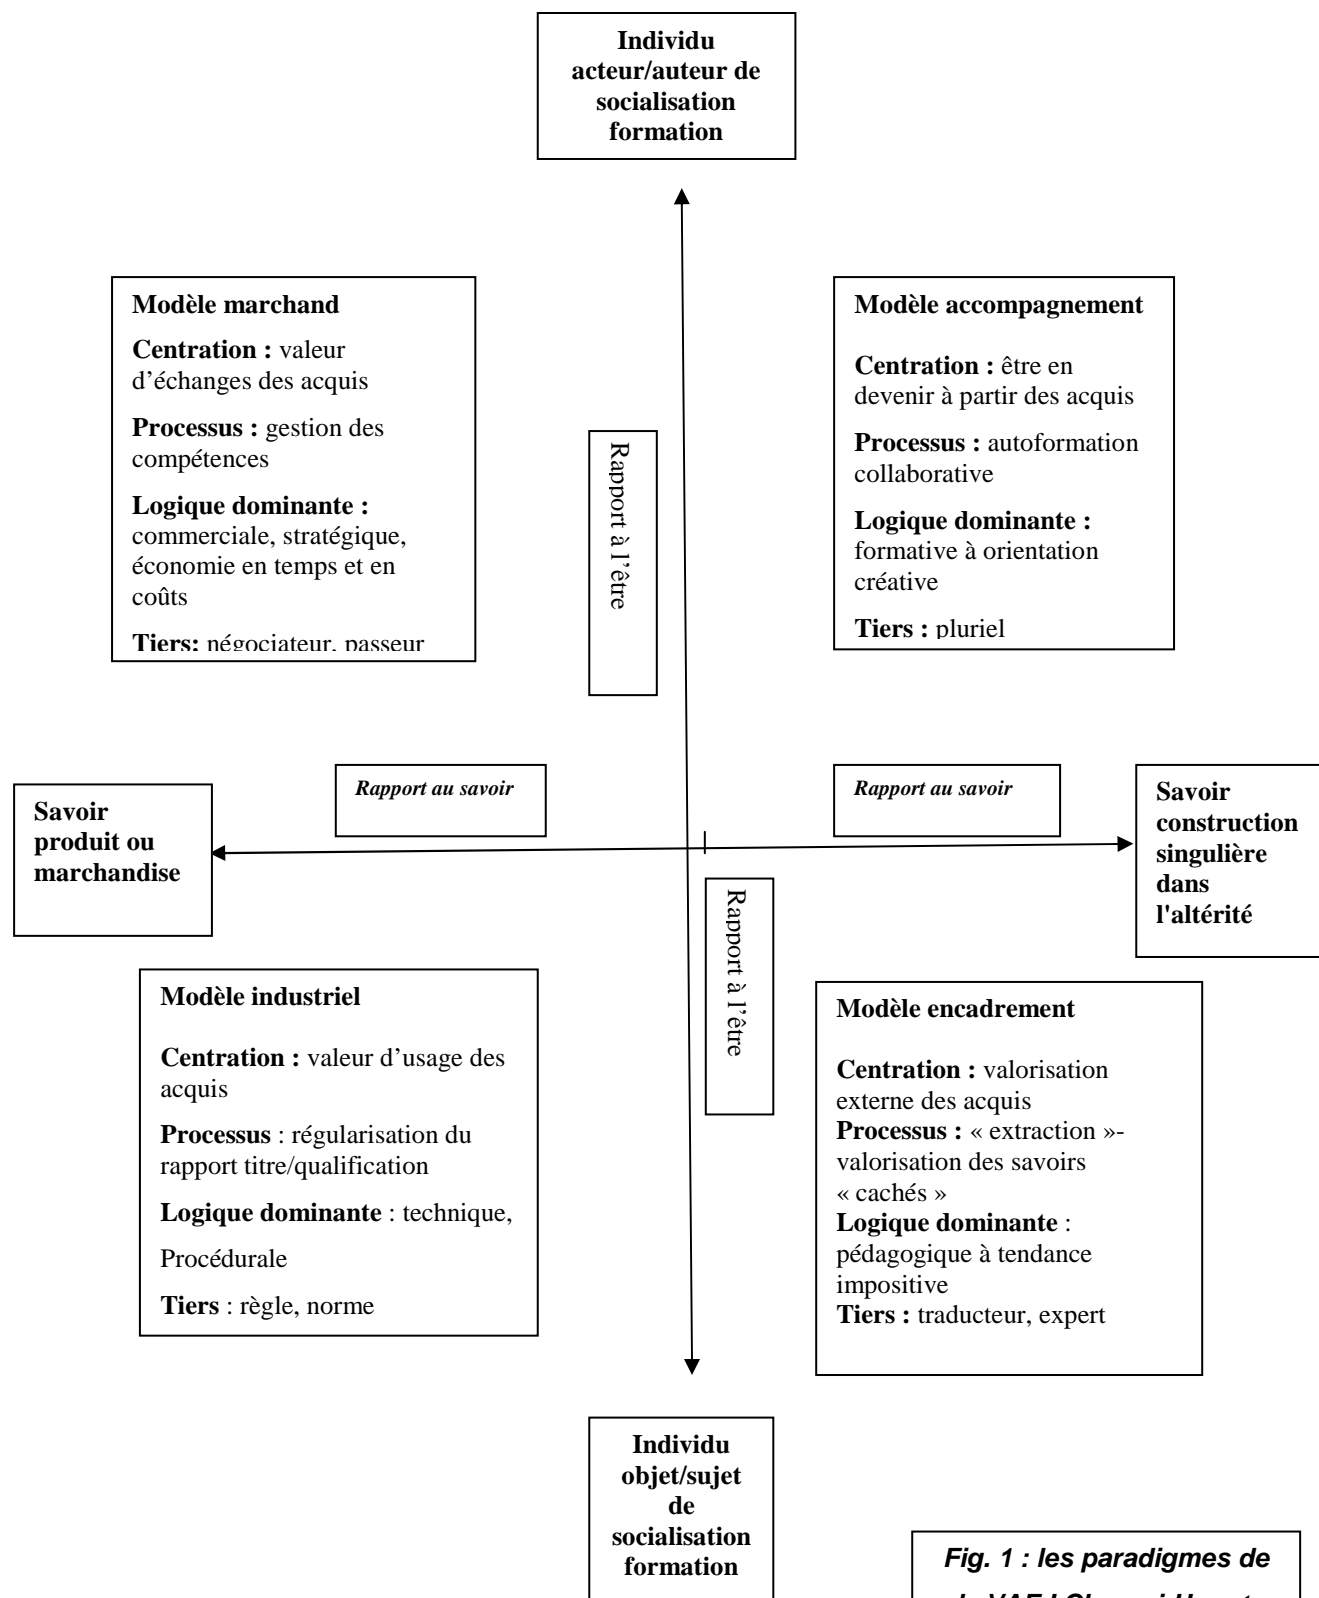 Individu
acteur/auteur de
socialisation
formation
Modèle marchand
Centration : valeur
d’échanges des acquis
Processus : gestion des
compétences
Logique dominante :
commerciale, stratégique,
économie en temps et en
coûts
Tiers: négociateur, passeur
Modèle accompagnement
Centration : être en
devenir à partir des acquis
Processus : autoformation
collaborative
Logique dominante :
formative à orientation
créative
Tiers : pluriel
Rapport à l’être
Rapport au savoir
Rapport au savoir
Savoir
produit ou
marchandise
Savoir
construction
singulière
dans
l'altérité
Rapport à l’être
Modèle industriel
Centration : valeur d’usage des
acquis
Processus : régularisation du
rapport titre/qualification
Logique dominante : technique,
Procédurale
Tiers : règle, norme
Modèle encadrement
Centration : valorisation
externe des acquis
Processus : « extraction »-
valorisation des savoirs
« cachés »
Logique dominante :
pédagogique à tendance
impositive
Tiers : traducteur, expert
Individu
objet/sujet
de
socialisation
formation
Fig. 1 : les paradigmes de
VAE